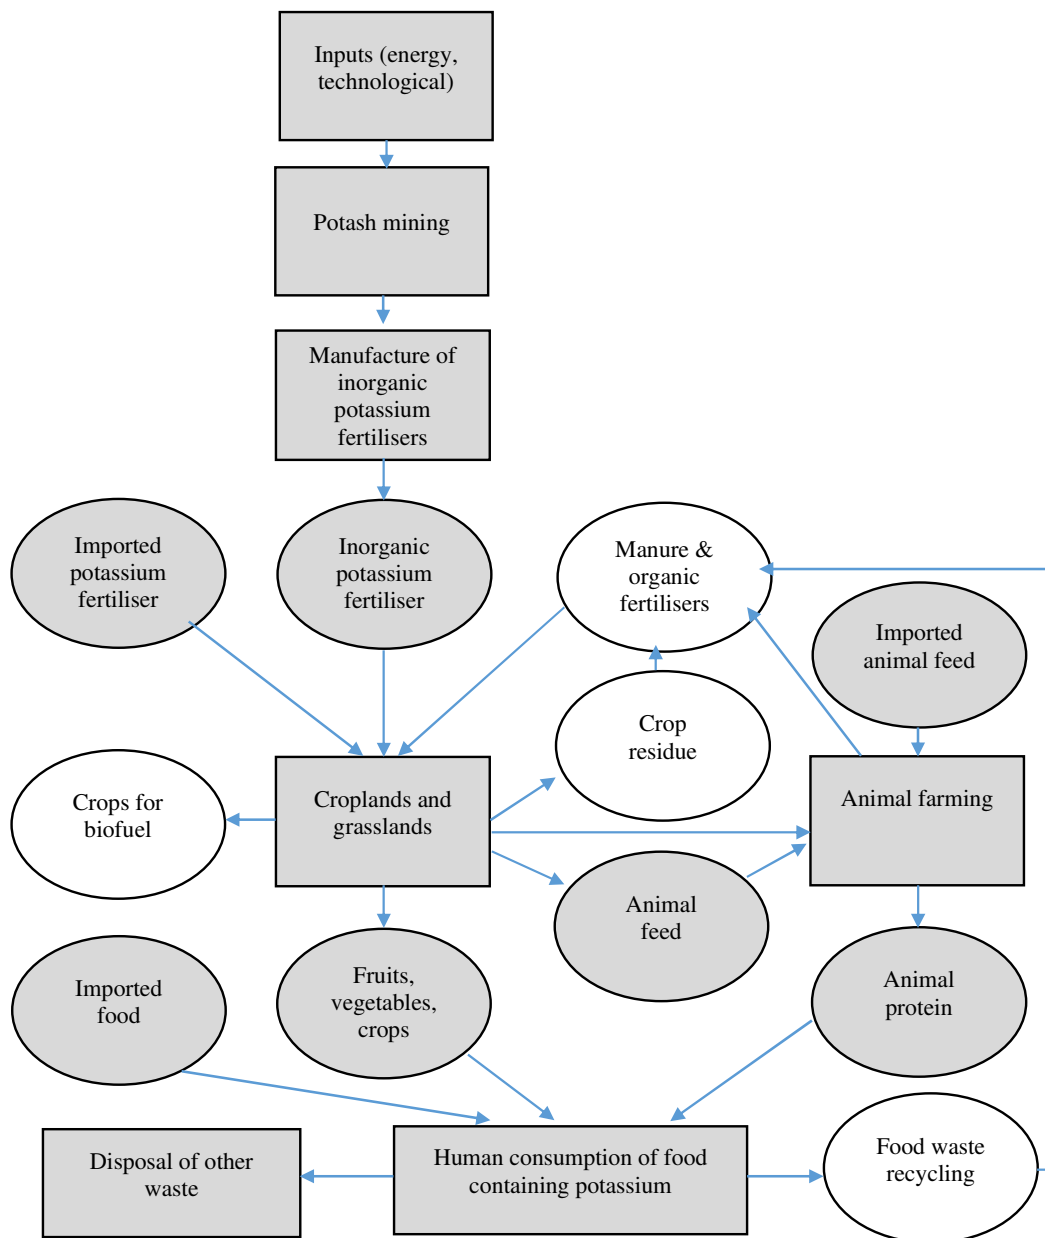 Inputs (energy,
technological)
Potash mining
Manufacture of
inorganic
potassium
fertilisers
Imported
potassium
fertiliser
Inorganic
potassium
fertiliser
Manure &
organic
fertilisers
Imported
animal feed
Crop
residue
Crops for
biofuel
Croplands and
grasslands
Animal farming
Animal
feed
Imported
food
Fruits,
vegetables,
crops
Animal
protein
Disposal of other
waste
Human consumption of food
containing potassium
Food waste
recycling